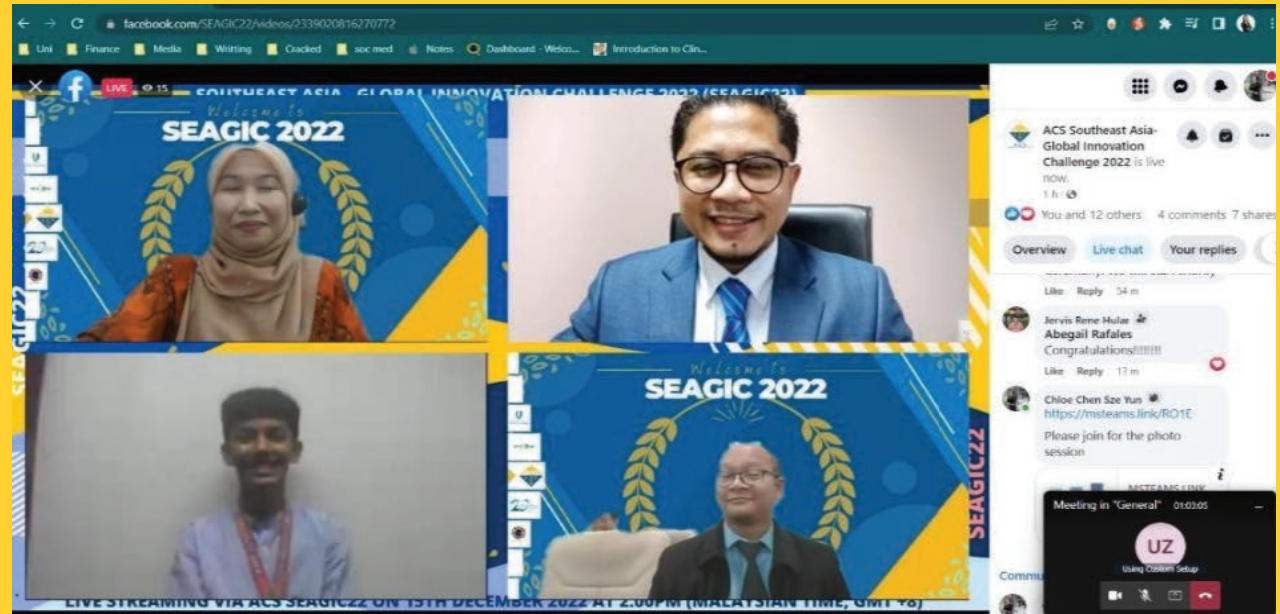 facebook.com/SEAGIC22/videos/2339020816270772
Uni Finance Media Writting Cracked soc med Notes Dashboard - Welco... Introduction to Clin...
LIVE 15
SOUTHEAST ASIA - GLOBAL INNOVATION CHALLENGE 2022 (SEAGIC22)
Welcome to
SEAGIC 2022
Welcome to
SEAGIC 2022
SEAGIC22
SEAGIC22
LIVE STREAMING VIA ACS SEAGIC22 ON 15TH DECEMBER 2022 AT 2.00PM (MALAYSIAN TIME, GMT +8)
ACS Southeast Asia-
Global Innovation
Challenge 2022 is live
now.
1 h
You and 12 others 4 comments 7 shares
Overview Live chat Your replies
Like Reply 54 m
Jervis Rene Hular
Abegail Rafales
Congratulations!!!!!!!!!
Like Reply 13 m
Chloe Chen Sze Yun
https://msteams.link/RO1E
Please join for the photo
session
MSTEAMS.LINK
Meeting in "General" 01:03:05
UZ
Using Custom Setup
Commu